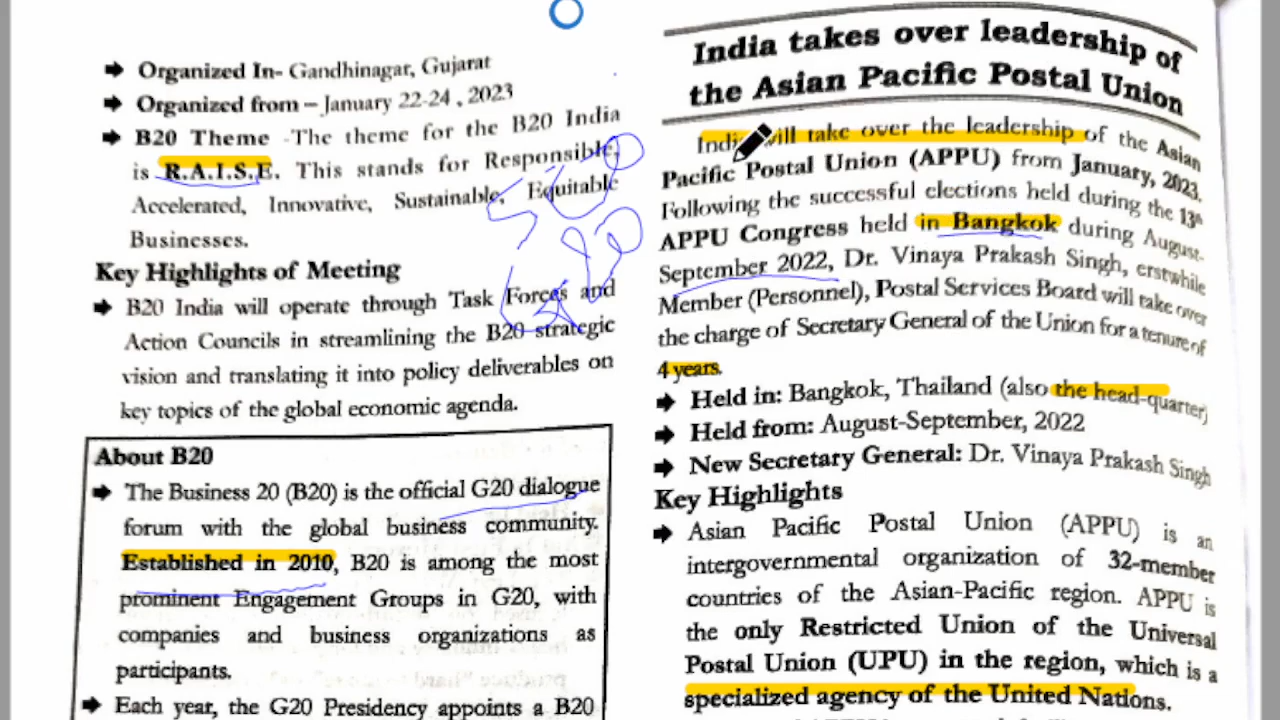 ➔ Organized In- Gandhinagar, Gujarat
➔ Organized from – January 22-24 , 2023
➔ B20 Theme -The theme for the B20 India
is R.A.I.S.E. This stands for Responsible,
Accelerated, Innovative, Sustainable, Equitable
Businesses.
Key Highlights of Meeting
➔ B20 India will operate through Task Forces and
Action Councils in streamlining the B20 strategic
vision and translating it into policy deliverables on
key topics of the global economic agenda.
About B20
➔ The Business 20 (B20) is the official G20 dialogue
forum with the global business community.
Established in 2010, B20 is among the most
prominent Engagement Groups in G20, with
companies and business organizations as
participants.
➔ Each year, the G20 Presidency appoints a B20
India takes over leadership of
the Asian Pacific Postal Union
India will take over the leadership of the Asian
Pacific Postal Union (APPU) from January, 2023.
Following the successful elections held during the 13th
APPU Congress held in Bangkok during August-
September 2022, Dr. Vinaya Prakash Singh, erstwhile
Member (Personnel), Postal Services Board will take over
the charge of Secretary General of the Union for a tenure of
4 years.
➔ Held in: Bangkok, Thailand (also the head-quarter)
➔ Held from: August-September, 2022
➔ New Secretary General: Dr. Vinaya Prakash Singh
Key Highlights
➔ Asian Pacific Postal Union (APPU) is an
intergovernmental organization of 32-member
countries of the Asian-Pacific region. APPU is
the only Restricted Union of the Universal
Postal Union (UPU) in the region, which is a
specialized agency of the United Nations.